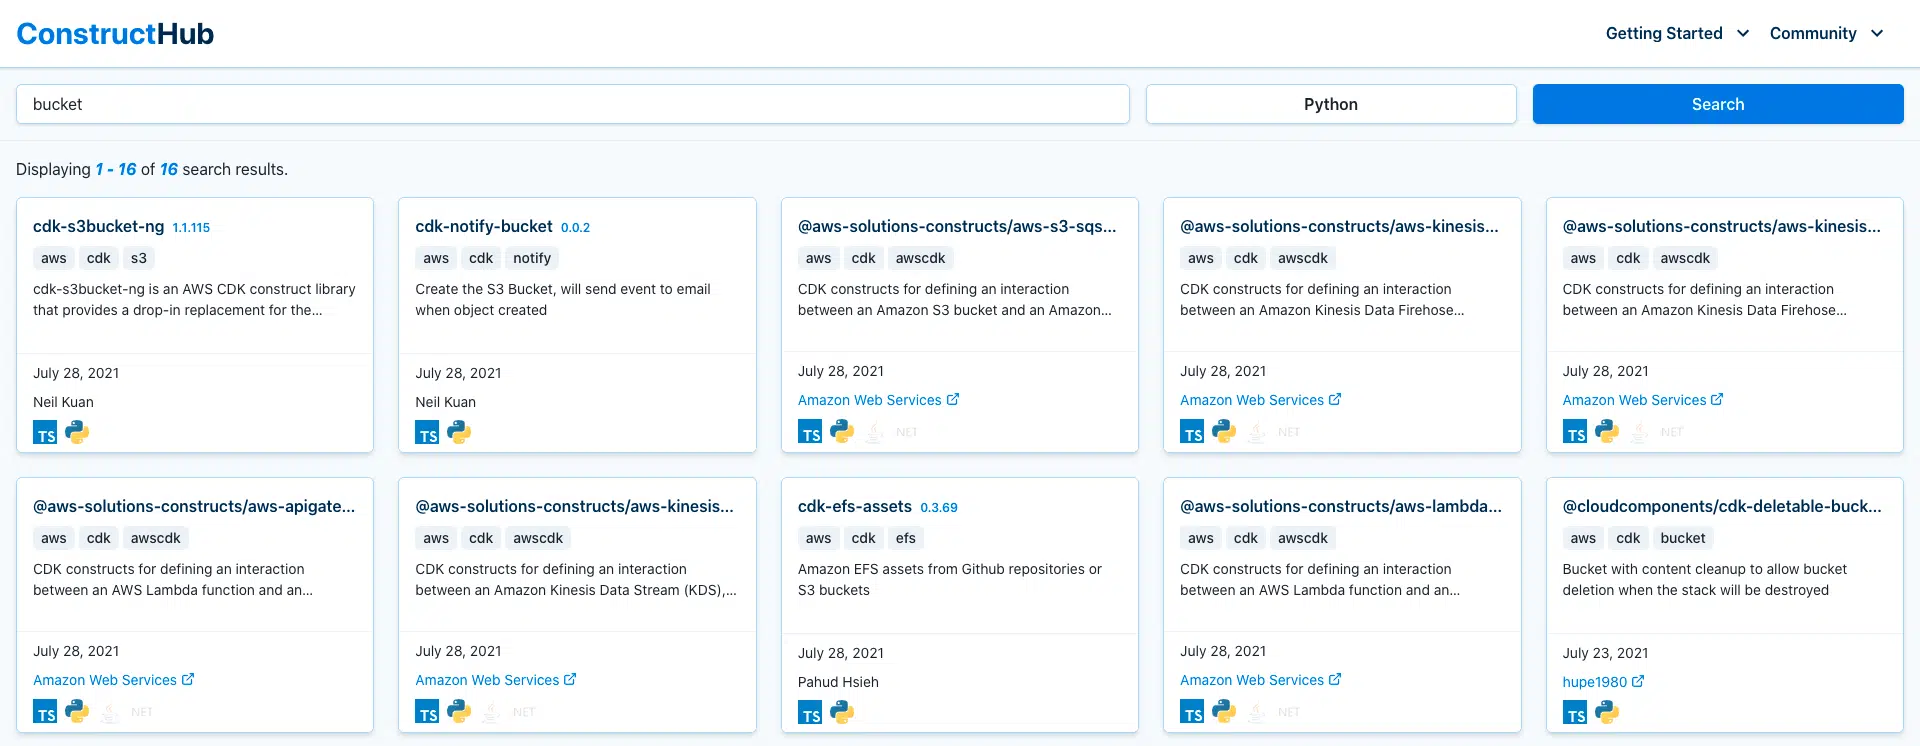 ConstructHub
Getting Started
Community
bucket
Python
Search
Displaying 1 - 16 of 16 search results.
cdk-s3bucket-ng 1.1.115
aws cdk s3
cdk-s3bucket-ng is an AWS CDK construct library
that provides a drop-in replacement for the...
July 28, 2021
Neil Kuan
TS
cdk-notify-bucket 0.0.2
aws cdk notify
Create the S3 Bucket, will send event to email
when object created
July 28, 2021
Neil Kuan
TS
@aws-solutions-constructs/aws-s3-sqs...
aws cdk awscdk
CDK constructs for defining an interaction
between an Amazon S3 bucket and an Amazon...
July 28, 2021
Amazon Web Services
TS NET
@aws-solutions-constructs/aws-kinesis...
aws cdk awscdk
CDK constructs for defining an interaction
between an Amazon Kinesis Data Firehose...
July 28, 2021
Amazon Web Services
TS NET
@aws-solutions-constructs/aws-kinesis...
aws cdk awscdk
CDK constructs for defining an interaction
between an Amazon Kinesis Data Firehose...
July 28, 2021
Amazon Web Services
TS NET
@aws-solutions-constructs/aws-apigate...
aws cdk awscdk
CDK constructs for defining an interaction
between an AWS Lambda function and an...
July 28, 2021
Amazon Web Services
TS NET
@aws-solutions-constructs/aws-kinesis...
aws cdk awscdk
CDK constructs for defining an interaction
between an Amazon Kinesis Data Stream (KDS),...
July 28, 2021
Amazon Web Services
TS NET
cdk-efs-assets 0.3.69
aws cdk efs
Amazon EFS assets from Github repositories or
S3 buckets
July 28, 2021
Pahud Hsieh
TS
@aws-solutions-constructs/aws-lambda...
aws cdk awscdk
CDK constructs for defining an interaction
between an AWS Lambda function and an...
July 28, 2021
Amazon Web Services
TS NET
@cloudcomponents/cdk-deletable-buck...
aws cdk bucket
Bucket with content cleanup to allow bucket
deletion when the stack will be destroyed
July 23, 2021
hupe1980
TS